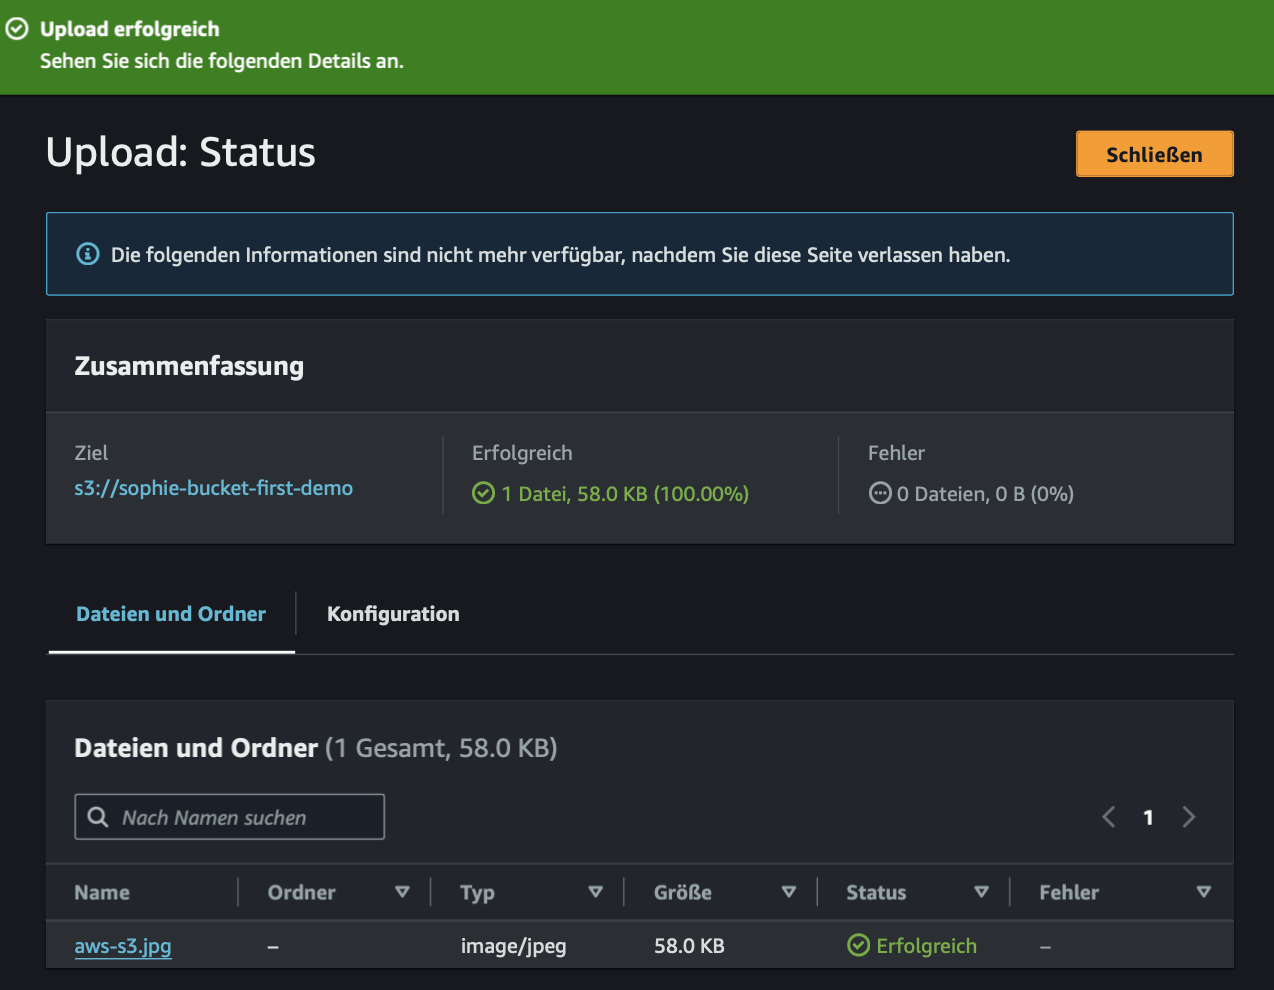 Upload erfolgreich
Sehen Sie sich die folgenden Details an.
Upload: Status
Schließen
Die folgenden Informationen sind nicht mehr verfügbar, nachdem Sie diese Seite verlassen haben.
Zusammenfassung
Ziel
s3://sophie-bucket-first-demo
Erfolgreich
1 Datei, 58.0 KB (100.00%)
Fehler
0 Dateien, 0 B (0%)
Dateien und Ordner
Konfiguration
Dateien und Ordner (1 Gesamt, 58.0 KB)
Nach Namen suchen
1
Name Ordner Typ Größe Status Fehler
aws-s3.jpg – image/jpeg 58.0 KB Erfolgreich –